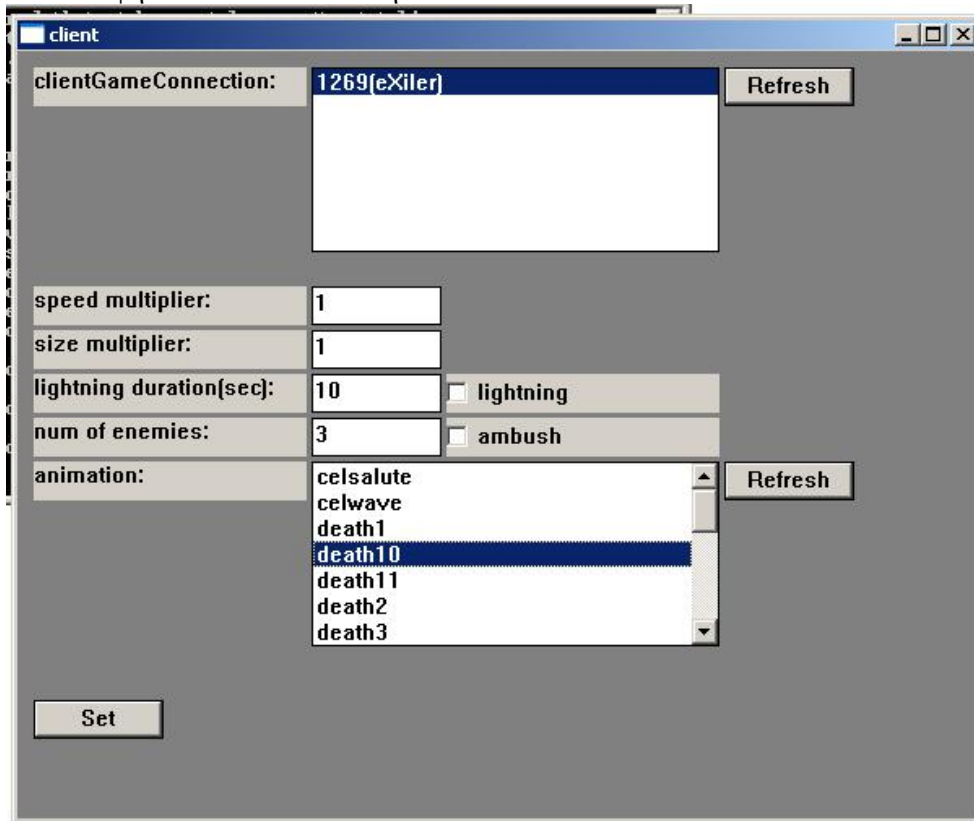 client
clientGameConnection:
1269(eXiler)
Refresh
speed multiplier:
1
size multiplier:
1
lightning duration(sec):
10
lightning
num of enemies:
3
ambush
animation:
celsalute
celwave
death1
death10
death11
death2
death3
Refresh
Set